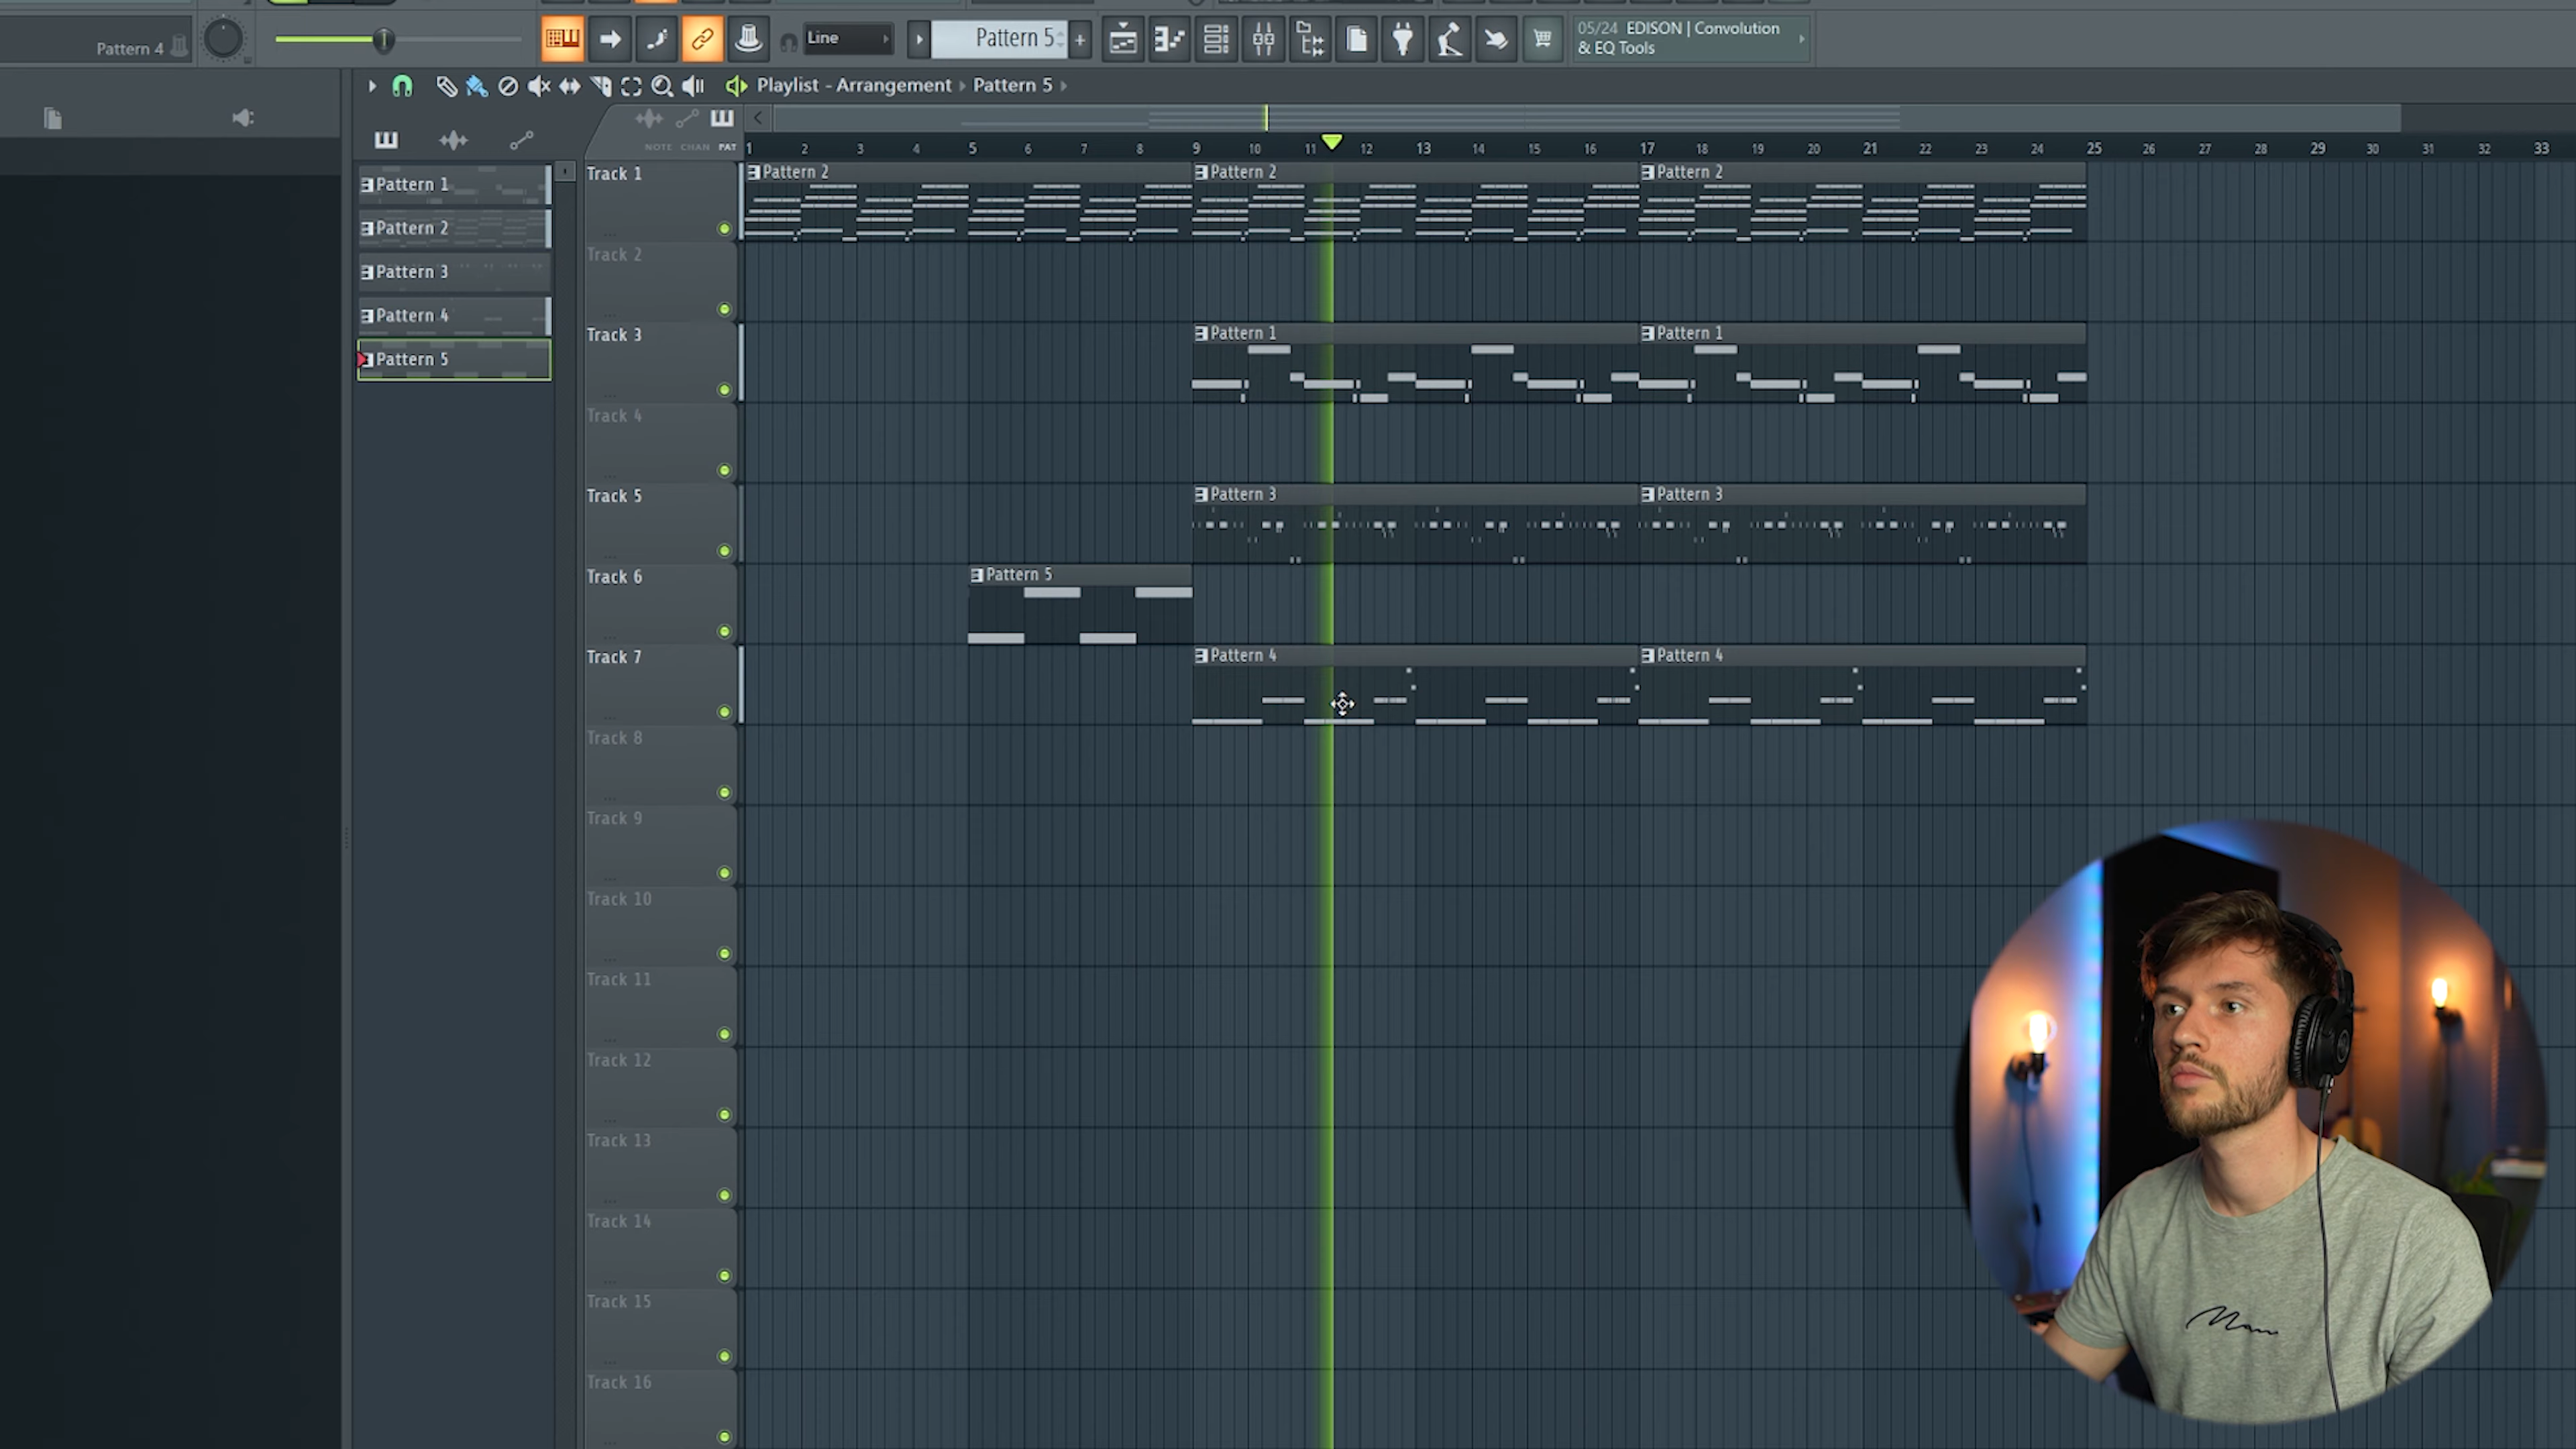 Pattern 4
Line
Pattern 5
+
05/24 EDISON | Convolution
& EQ Tools
Playlist - Arrangement
Pattern 5
NOTE CHAN PAT
1 2 3 4 5 6 7 8 9 10 11 12 13 14 15 16 17 18 19 20 21 22 23 24 25 26 27 28 29 30 31 32 33
Pattern 1
Pattern 2
Pattern 3
Pattern 4
Pattern 5
Track 1
Pattern 2
Pattern 2
Pattern 2
Track 2
Track 3
Pattern 1
Pattern 1
Track 4
Track 5
Pattern 3
Pattern 3
Track 6
Pattern 5
Track 7
Pattern 4
Pattern 4
Track 8
Track 9
Track 10
Track 11
Track 12
Track 13
Track 14
Track 15
Track 16